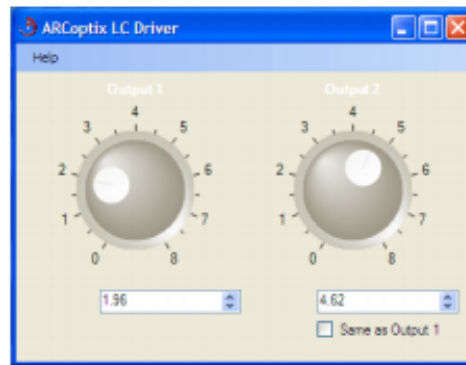 ARCoptix LC Driver
Help
Output 1
Output 2
0 1 2 3 4 5 6 7 8
0 1 2 3 4 5 6 7 8
1.96
4.62
Same as Output 1